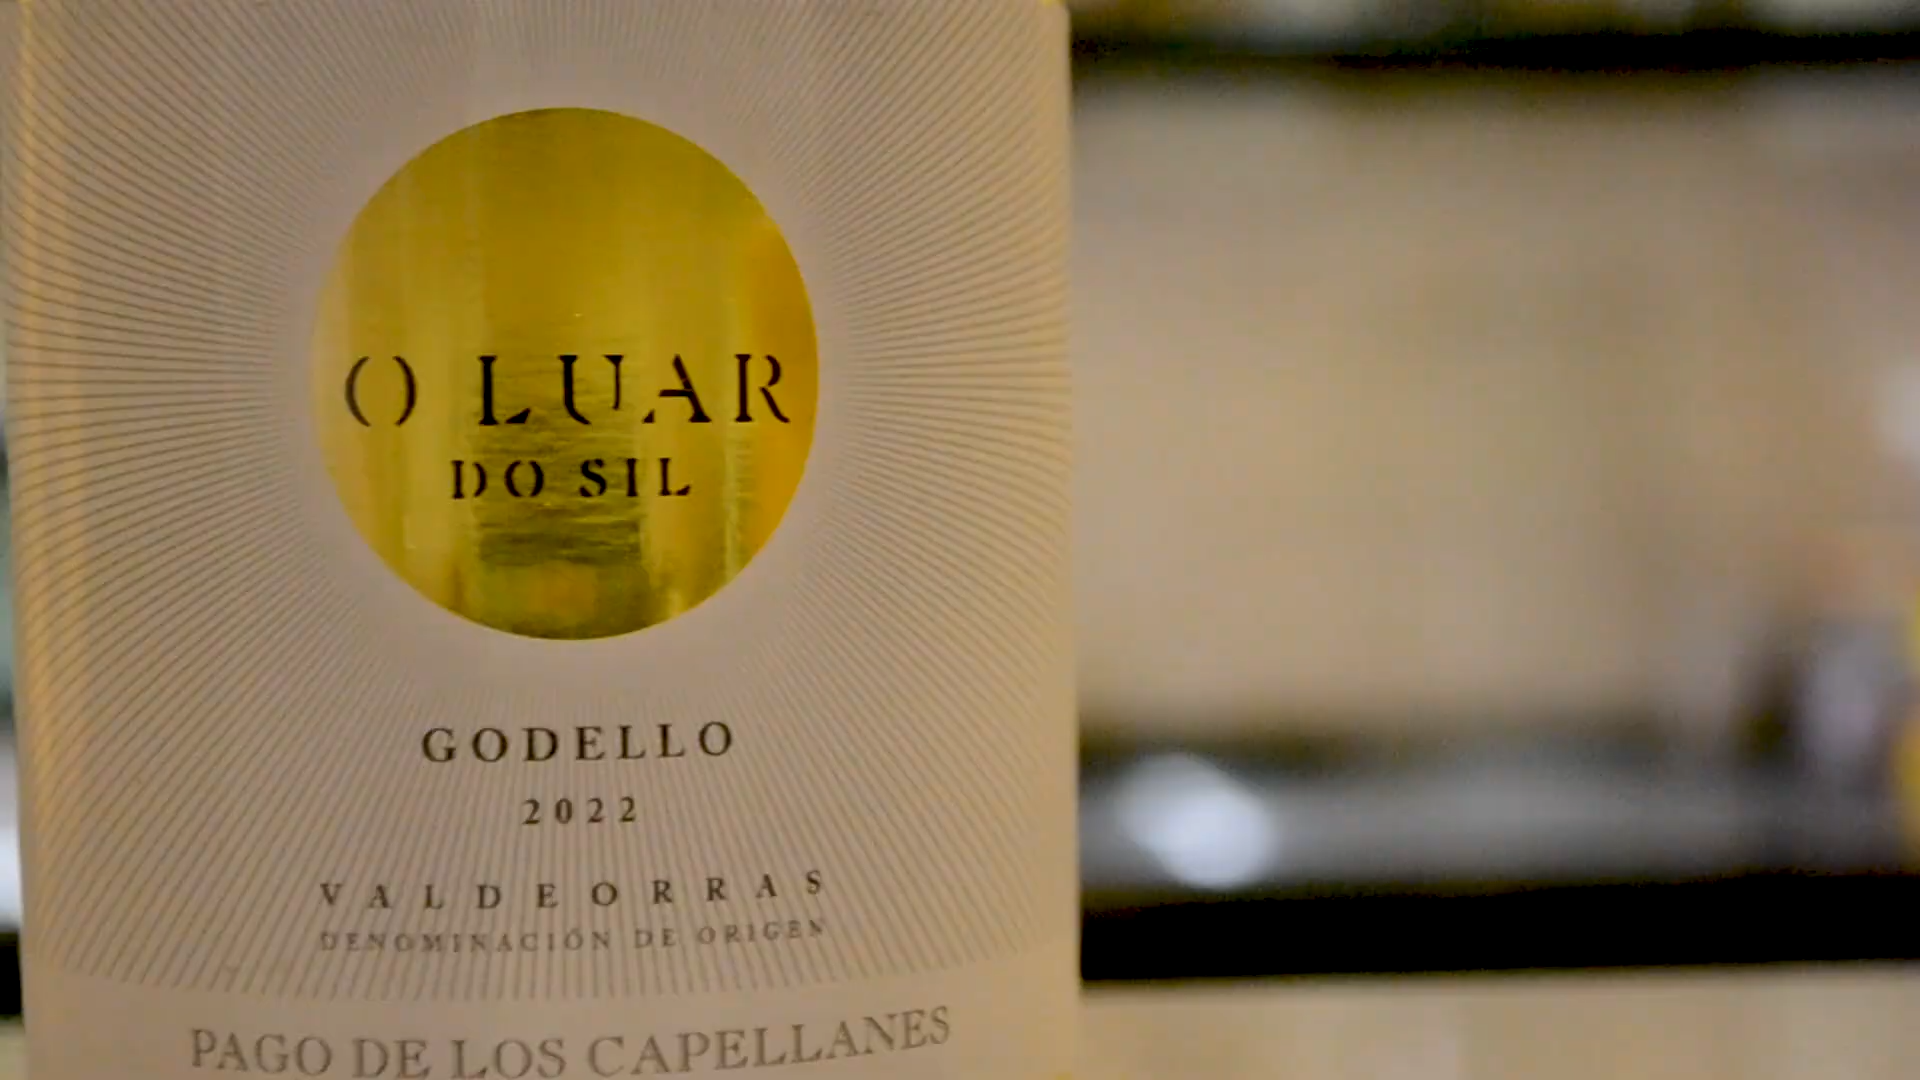 O LUAR
DO SIL
GODELLO
2022
VALDEORRAS
DENOMINACIÓN DE ORIGEN
PAGO DE LOS CAPELLANES